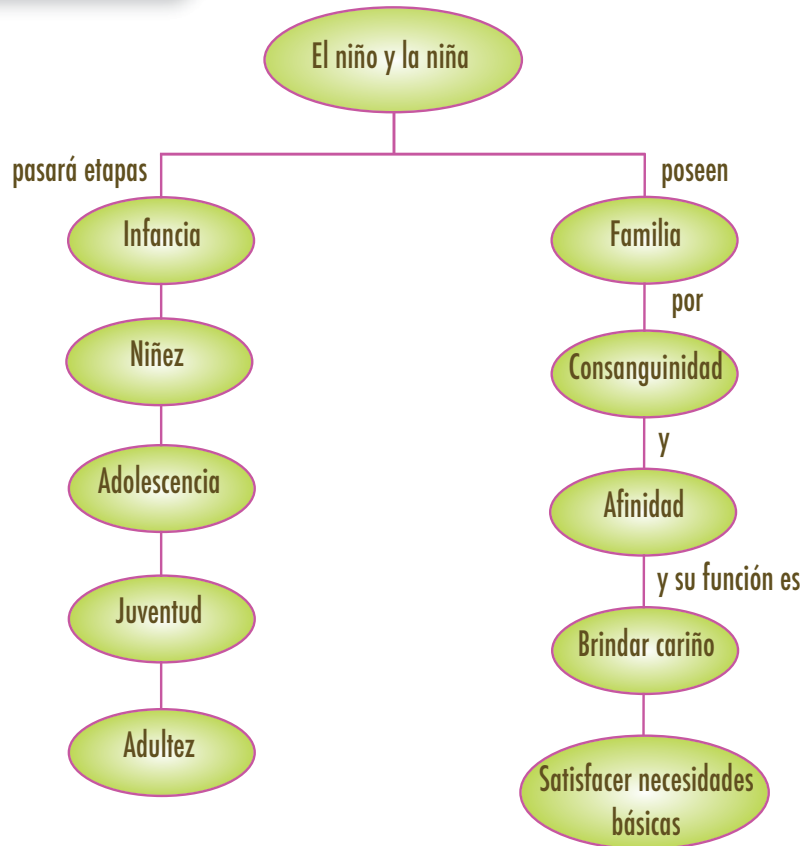 El niño y la niña
pasará etapas
Infancia
Niñez
Adolescencia
Juventud
Adultez
poseen
Familia
por
Consanguinidad
y
Afinidad
y su función es
Brindar cariño
Satisfacer necesidades
básicas